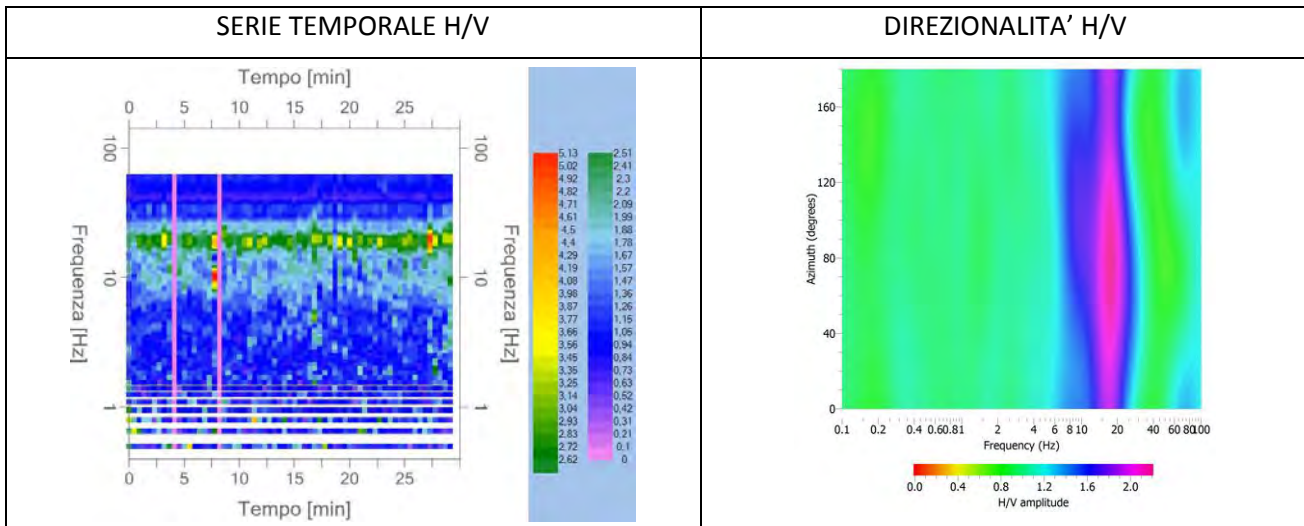 SERIE TEMPORALE H/V
DIREZIONALITA’ H/V
Tempo [min]
0 5 10 15 20 25
100 100
10 10
1 1
Frequenza [Hz]
Frequenza [Hz]
0 5 10 15 20 25
Tempo [min]
5.13 2,51
5.02 2,41
4,92 2,3
4,82 2,2
4,71 2,09
4,61 1,99
4,5 1,88
4,4 1,78
4,29 1,67
4,19 1,57
4,08 1,47
3,98 1,36
3,87 1,26
3,77 1,15
3,66 1,05
3,56 0,94
3,45 0,84
3,35 0,73
3,25 0,63
3,14 0,52
3,04 0,42
2,93 0,31
2,83 0,21
2,72 0,1
2,62 0
160
120
80
40
0
Azimuth (degrees)
0.1 0.2 0.4 0.60.81 2 4 6 8 10 20 40 60 80100
Frequency (Hz)
0.0 0.4 0.8 1.2 1.6 2.0
H/V amplitude